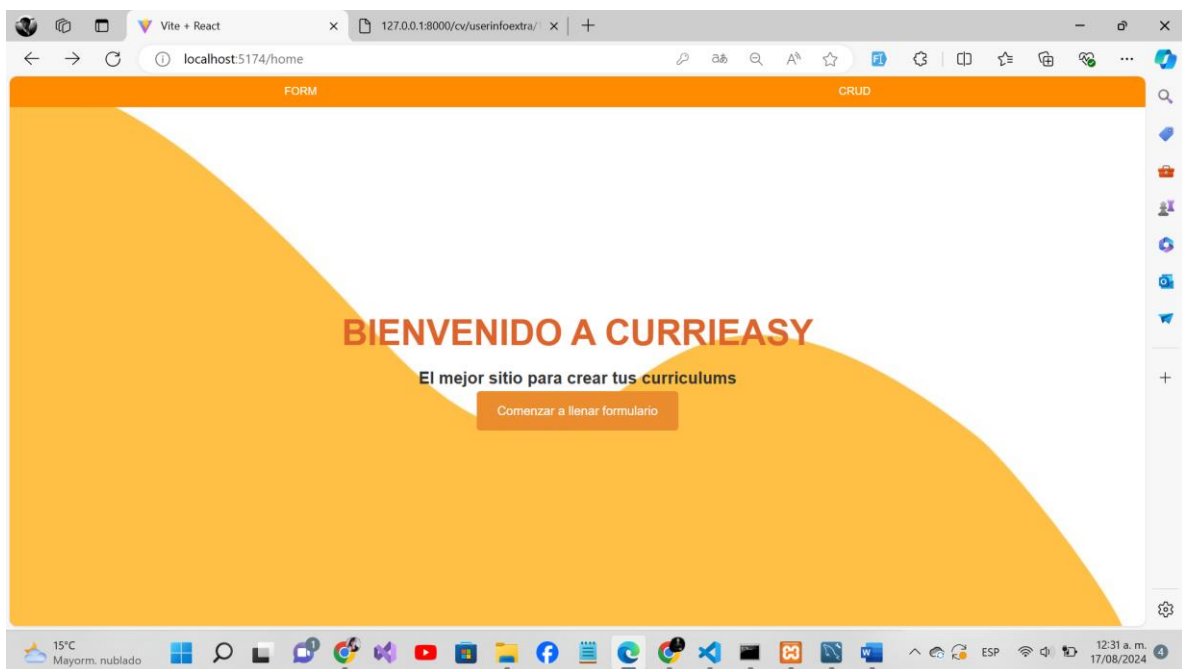 Vite + React
127.0.0.1:8000/cv/userinfoextra/
localhost:5174/home
FORM
CRUD
BIENVENIDO A CURRIEASY
El mejor sitio para crear tus curriculums
Comenzar a llenar formulario
15°C
Mayorm. nublado
ESP
12:31 a. m.
17/08/2024
4